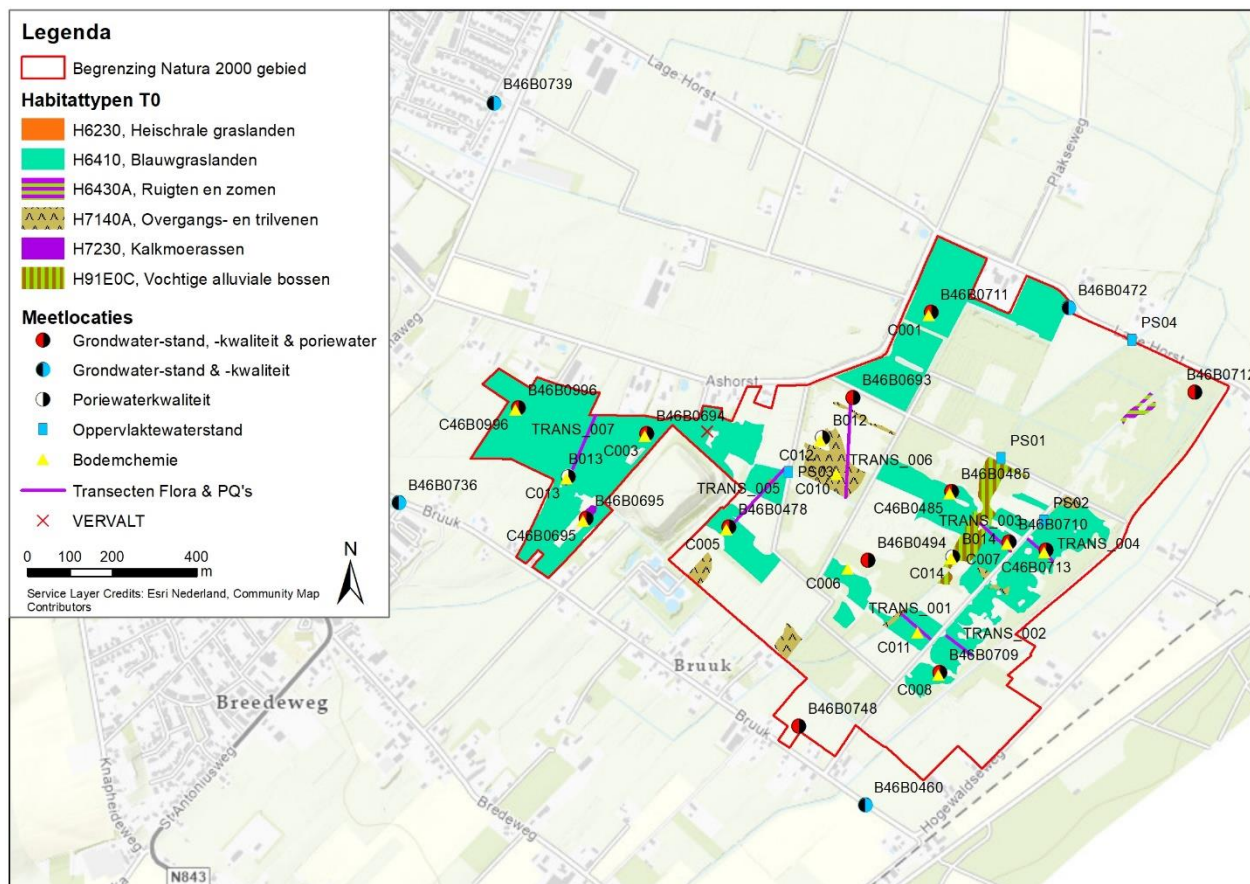 Legenda
Begrenzing Natura 2000 gebied
Habitattypen T0
H6230, Heischrale graslanden
H6410, Blauwgraslanden
H6430A, Ruigten en zomen
H7140A, Overgangs- en trilvenen
H7230, Kalkmoerassen
H91E0C, Vochtige alluviale bossen
Meetlocaties
Grondwater-stand, -kwaliteit & poriewater
Grondwater-stand & -kwaliteit
Poriewaterkwaliteit
Oppervlaktewaterstand
Bodemchemie
Transecten Flora & PQ's
VERVALT
0 100 200 400
m
N
Service Layer Credits: Esri Nederland, Community Map
Contributors
B46B0739
Lage Horst
Plakseweg
B46B0711
B46B0472
C001
PS04
Lage Horst
B46B0712
Ashorst
B46B0693
B46B0996
C46B0996
TRANS_007
B46B0694
C003
B012
C012
TRANS_006
PS01
B013
C013
PS03
C010
B46B0485
TRANS_005
B46B0736
Bruuk
B46B0695
C46B0695
B46B0478
C46B0485
PS02
TRANS_003
B46B0710
C005
B014
TRANS_004
B46B0494
C007
C46B0713
C014
C006
TRANS_001
TRANS_002
C011
B46B0709
Bruuk
C008
Breedeweg
Bruuk
B46B0748
Knapheideweg
St-Antoniusweg
Bredeweg
B46B0460
Hogewaldseweg
N843